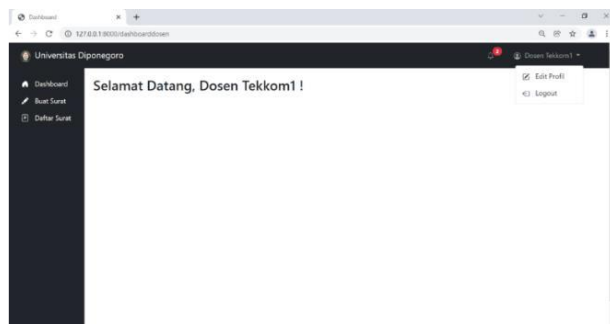 Dashboard
127.0.0.1:8000/dashboarddosen
Universitas Diponegoro
Dosen Tekkom1
Dashboard
Selamat Datang, Dosen Tekkom1 !
Edit Profil
Buat Surat
Logout
Daftar Surat